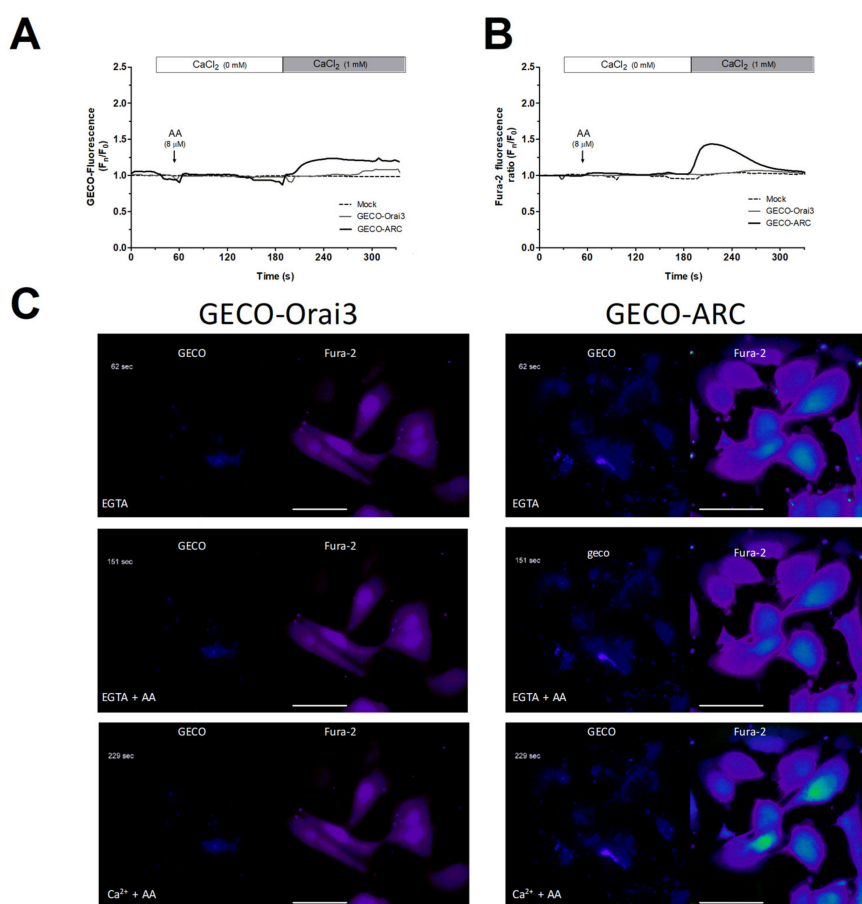 A
CaCl2 (0 mM) CaCl2 (1 mM)
2.5
2.0
1.5
1.0
0.5
0.0
GECO-Fluorescence
(Fn/F0)
AA
(8 μM)
Mock
GECO-Orai3
GECO-ARC
0 60 120 180 240 300
Time (s)
B
CaCl2 (0 mM) CaCl2 (1 mM)
2.5
2.0
1.5
1.0
0.5
0.0
Fura-2 fluorescence
ratio (Fn/F0)
AA
(8 μM)
Mock
GECO-Orai3
GECO-ARC
0 60 120 180 240 300
Time (s)
C
GECO-Orai3
GECO Fura-2
62 sec
EGTA
GECO Fura-2
151 sec
EGTA + AA
GECO Fura-2
229 sec
Ca2+ + AA
GECO-ARC
GECO Fura-2
62 sec
EGTA
geco Fura-2
151 sec
EGTA + AA
GECO Fura-2
229 sec
Ca2+ + AA